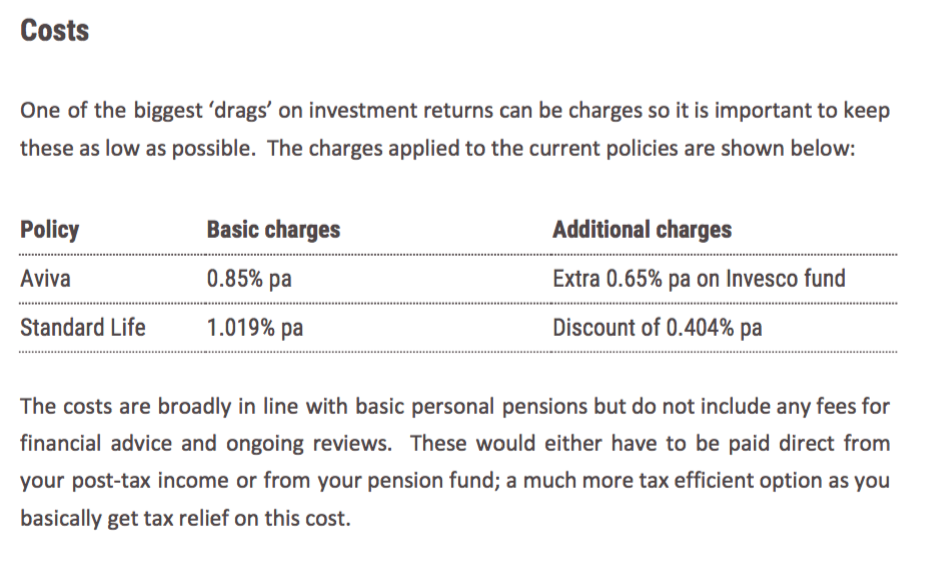 Costs
One of the biggest ‘drags’ on investment returns can be charges so it is important to keep
these as low as possible.  The charges applied to the current policies are shown below:
Policy Basic charges Additional charges
Aviva 0.85% pa Extra 0.65% pa on Invesco fund
Standard Life 1.019% pa Discount of 0.404% pa
The costs are broadly in line with basic personal pensions but do not include any fees for
financial advice and ongoing reviews.  These would either have to be paid direct from
your post-tax income or from your pension fund; a much more tax efficient option as you
basically get tax relief on this cost.